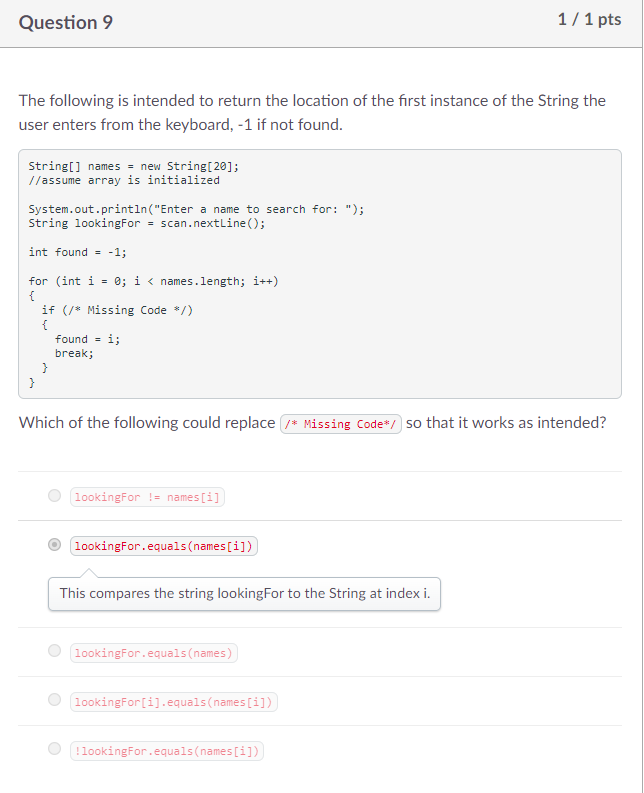 Question 9
1 / 1 pts
The following is intended to return the location of the first instance of the String the
user enters from the keyboard, -1 if not found.
String[] names = new String[20];
//assume array is initialized
System.out.println("Enter a name to search for: ");
String lookingFor = scan.nextLine();
int found = -1;
for (int i = 0; i < names.length; i++)
{
if (/* Missing Code */)
{
found = i;
break;
}
}
Which of the following could replace /* Missing Code*/ so that it works as intended?
lookingFor != names[i]
lookingFor.equals(names[i])
This compares the string lookingFor to the String at index i.
lookingFor.equals(names)
lookingFor[i].equals(names[i])
!lookingFor.equals(names[i])